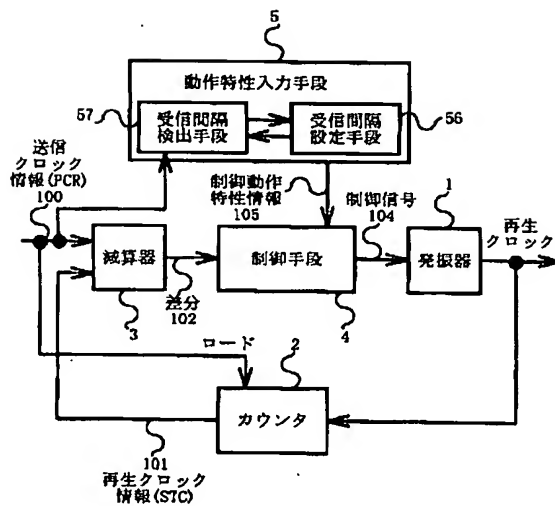 5
動作特性入力手段
57
受信間隔
検出手段
受信間隔
設定手段
56
送信
クロック
情報(PCR)
100
制御動作
特性情報
105
制御信号
104
1
再生
クロック
減算器
3
差分
102
制御手段
4
発振器
ロード
2
カウンタ
101
再生クロック
情報(STC)